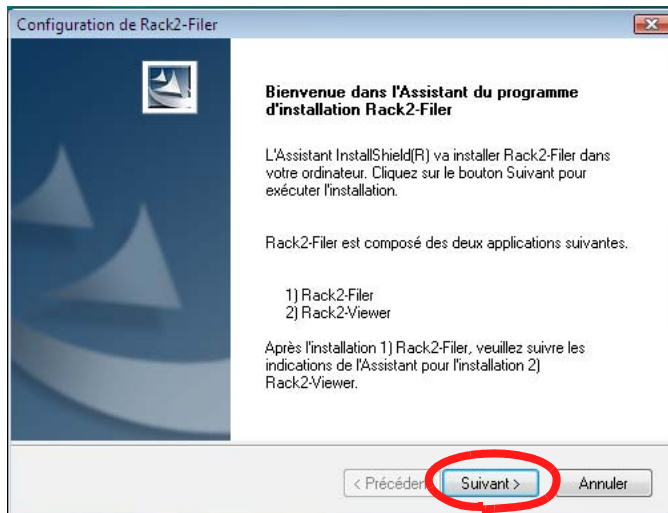 Configuration de Rack2-Filer
Bienvenue dans l'Assistant du programme
d'installation Rack2-Filer
L'Assistant InstallShield(R) va installer Rack2-Filer dans
votre ordinateur. Cliquez sur le bouton Suivant pour
exécuter l'installation.
Rack2-Filer est composé des deux applications suivantes.
1) Rack2-Filer
2) Rack2-Viewer
Après l'installation 1) Rack2-Filer, veuillez suivre les
indications de l'Assistant pour l'installation 2)
Rack2-Viewer.
< Précéden Suivant > Annuler